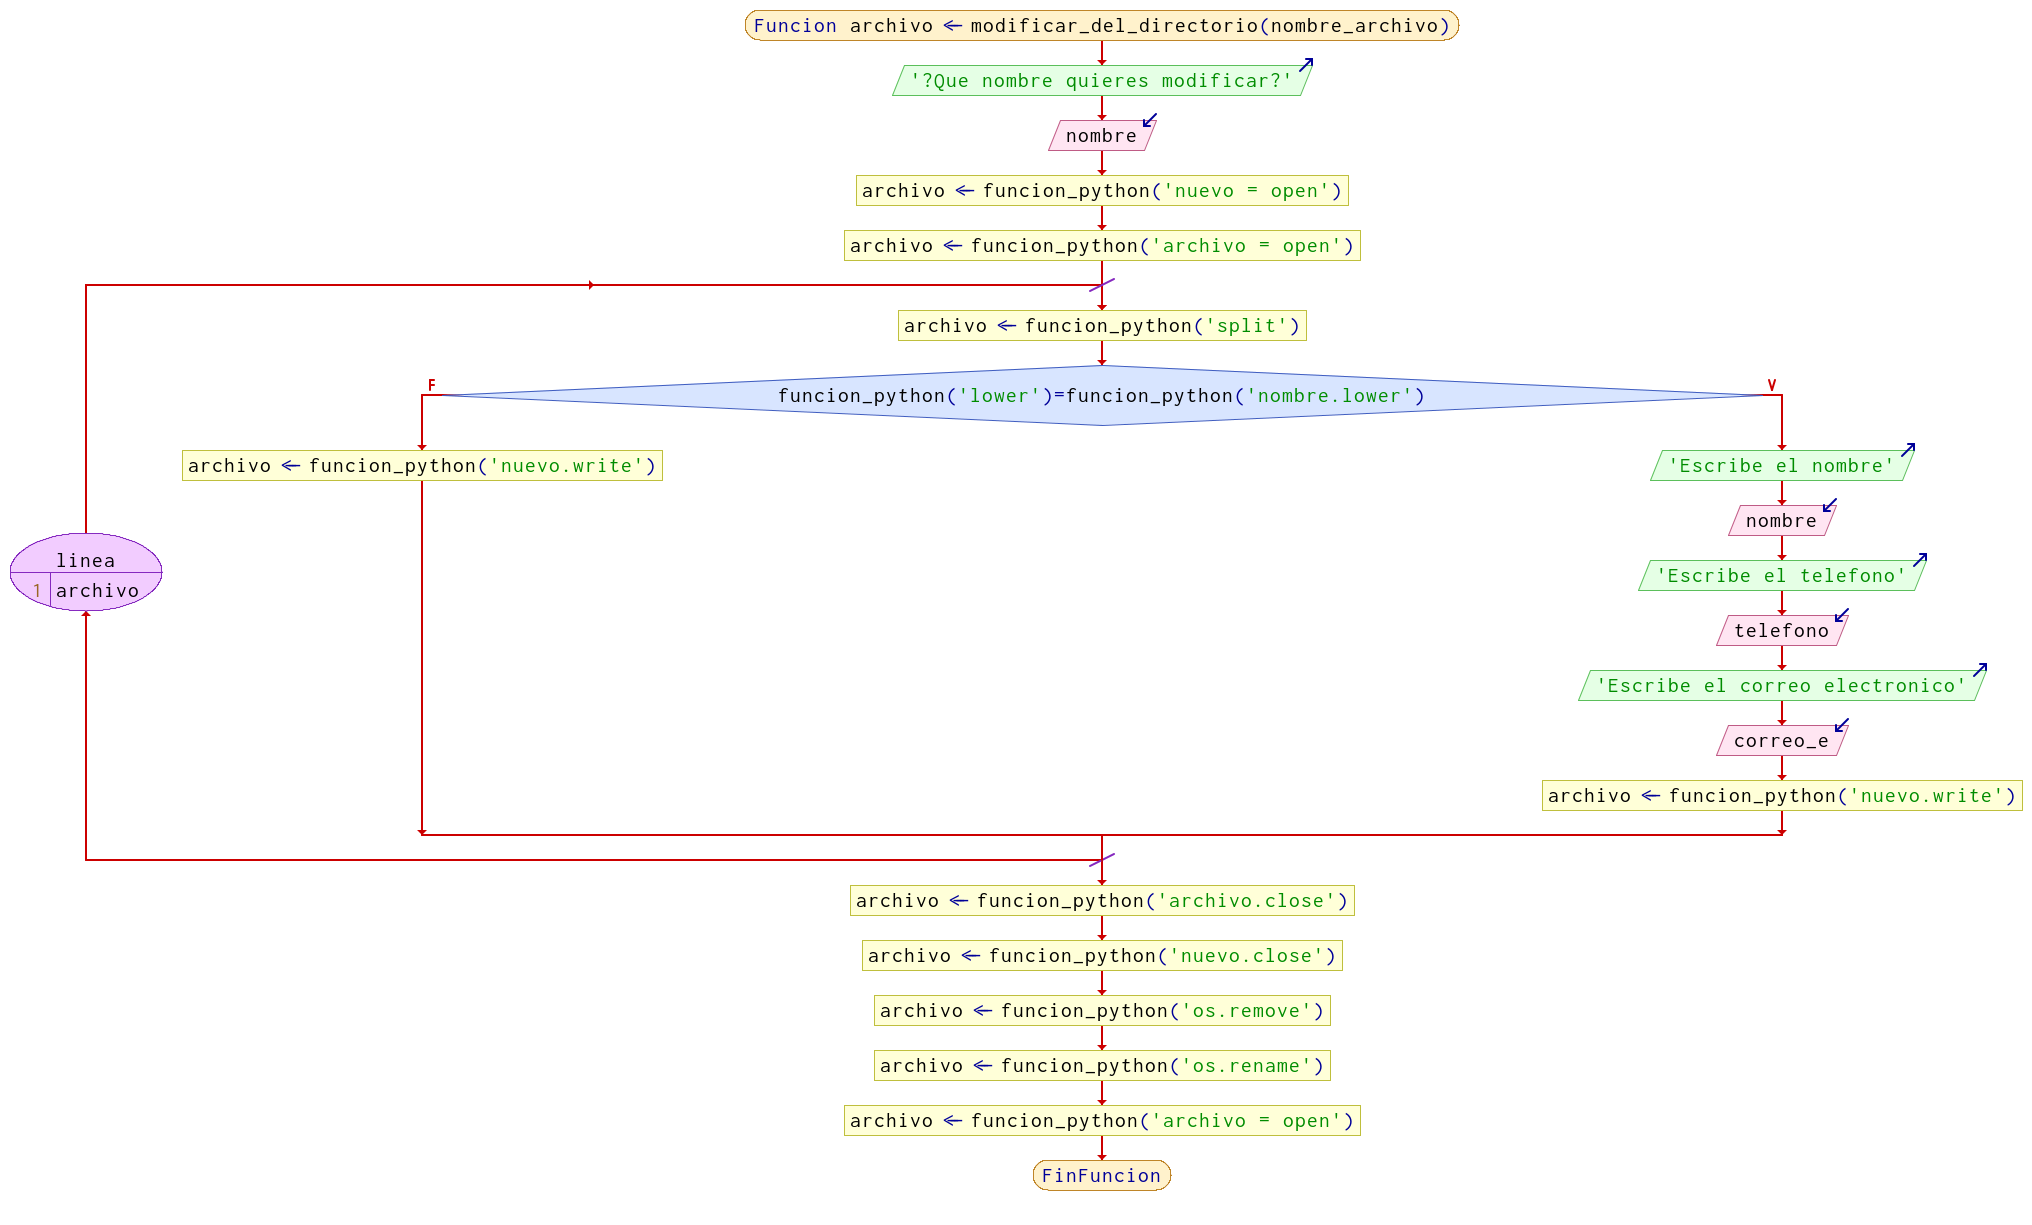 Funcion archivo ← modificar_del_directorio(nombre_archivo)
'?Que nombre quieres modificar?'
nombre
archivo ← funcion_python('nuevo = open')
archivo ← funcion_python('archivo = open')
archivo ← funcion_python('split')
funcion_python('lower')=funcion_python('nombre.lower')
F
V
archivo ← funcion_python('nuevo.write')
'Escribe el nombre'
nombre
linea
1 archivo
'Escribe el telefono'
telefono
'Escribe el correo electronico'
correo_e
archivo ← funcion_python('nuevo.write')
archivo ← funcion_python('archivo.close')
archivo ← funcion_python('nuevo.close')
archivo ← funcion_python('os.remove')
archivo ← funcion_python('os.rename')
archivo ← funcion_python('archivo = open')
FinFuncion